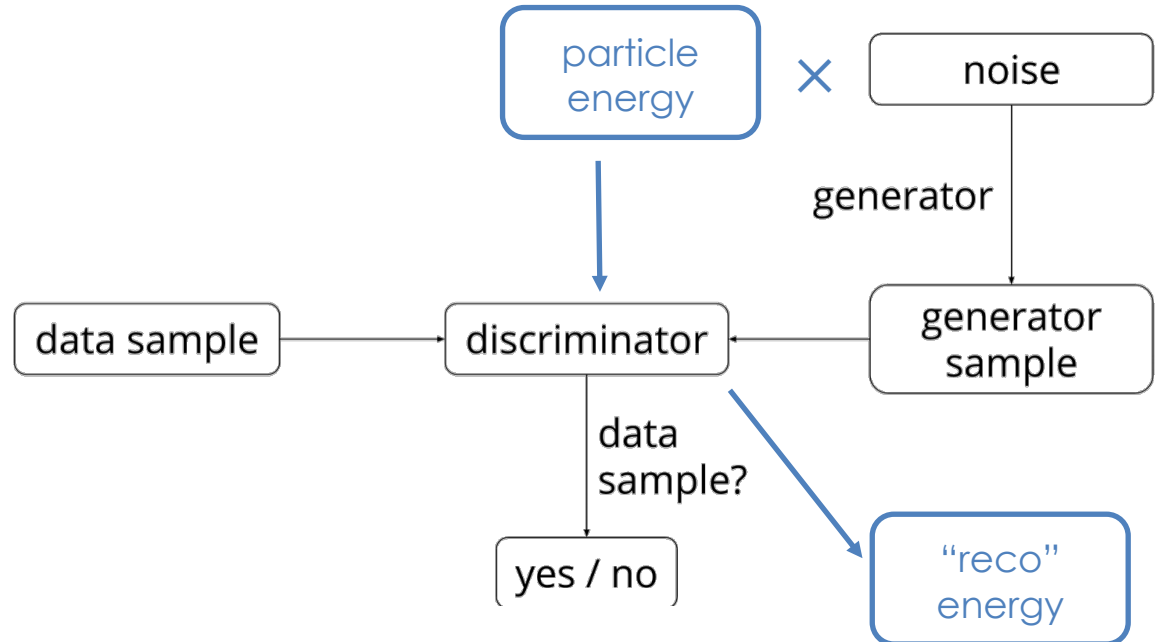 particle
energy
×
noise
generator
data sample
discriminator
generator
sample
data
sample?
yes / no
“reco”
energy